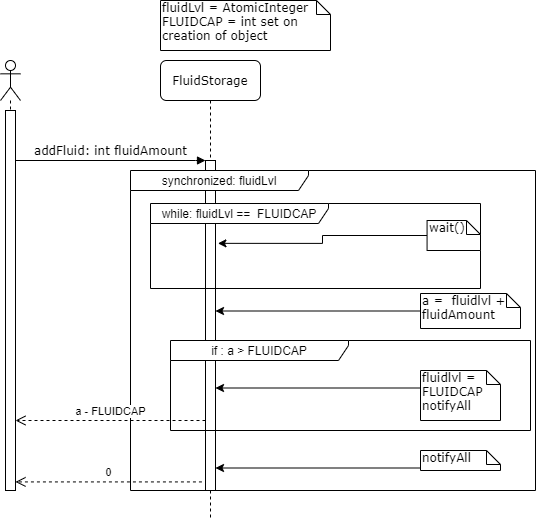 fluidLvl = AtomicInteger
FLUIDCAP = int set on
creation of object
FluidStorage
addFluid: int fluidAmount
synchronized: fluidLvl
while: fluidLvl == FLUIDCAP
wait()
a = fluidlvl +
fluidAmount
if : a > FLUIDCAP
fluidlvl =
FLUIDCAP
notifyAll
a - FLUIDCAP
notifyAll
0